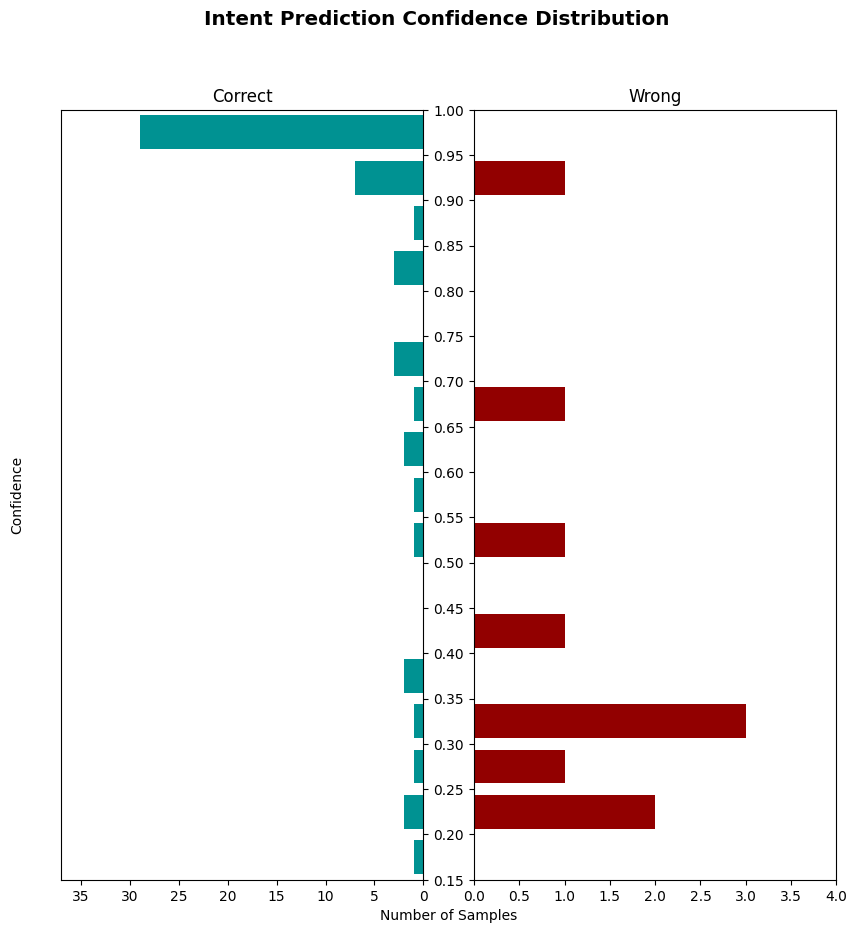 Intent Prediction Confidence Distribution
Correct
Wrong
1.00
0.95
0.90
0.85
0.80
0.75
0.70
0.65
0.60
0.55
0.50
0.45
0.40
0.35
0.30
0.25
0.20
0.15
Confidence
35 30 25 20 15 10 5 0
0.0 0.5 1.0 1.5 2.0 2.5 3.0 3.5 4.0
Number of Samples